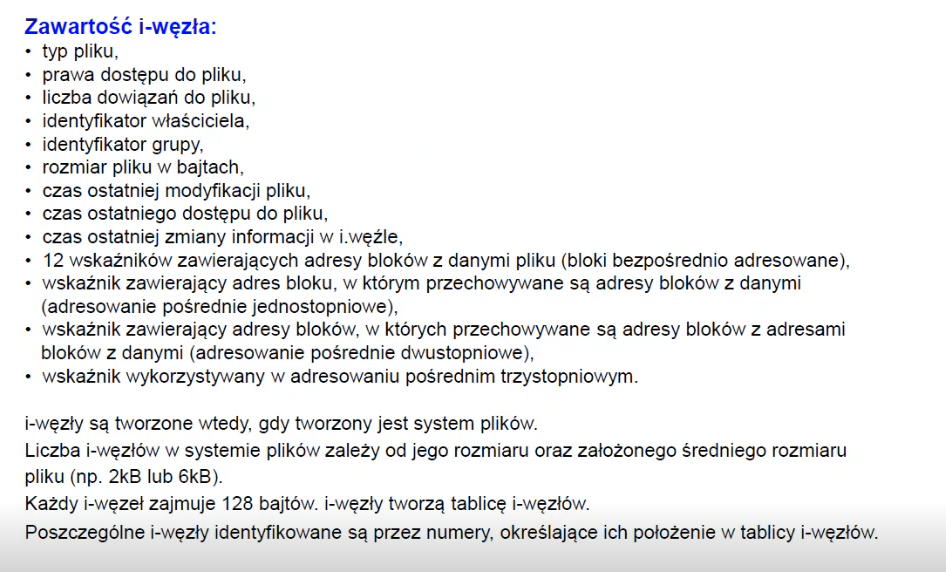 Zawartość i-węzła:
• typ pliku,
• prawa dostępu do pliku,
• liczba dowiązań do pliku,
• identyfikator właściciela,
• identyfikator grupy,
• rozmiar pliku w bajtach,
• czas ostatniej modyfikacji pliku,
• czas ostatniego dostępu do pliku,
• czas ostatniej zmiany informacji w i.węźle,
• 12 wskaźników zawierających adresy bloków z danymi pliku (bloki bezpośrednio adresowane),
• wskaźnik zawierający adres bloku, w którym przechowywane są adresy bloków z danymi
(adresowanie pośrednie jednostopniowe),
• wskaźnik zawierający adresy bloków, w których przechowywane są adresy bloków z adresami
bloków z danymi (adresowanie pośrednie dwustopniowe),
• wskaźnik wykorzystywany w adresowaniu pośrednim trzystopniowym.
i-węzły są tworzone wtedy, gdy tworzony jest system plików.
Liczba i-węzłów w systemie plików zależy od jego rozmiaru oraz założonego średniego rozmiaru
pliku (np. 2kB lub 6kB).
Każdy i-węzeł zajmuje 128 bajtów. i-węzły tworzą tablicę i-węzłów.
Poszczególne i-węzły identyfikowane są przez numery, określające ich położenie w tablicy i-węzłów.